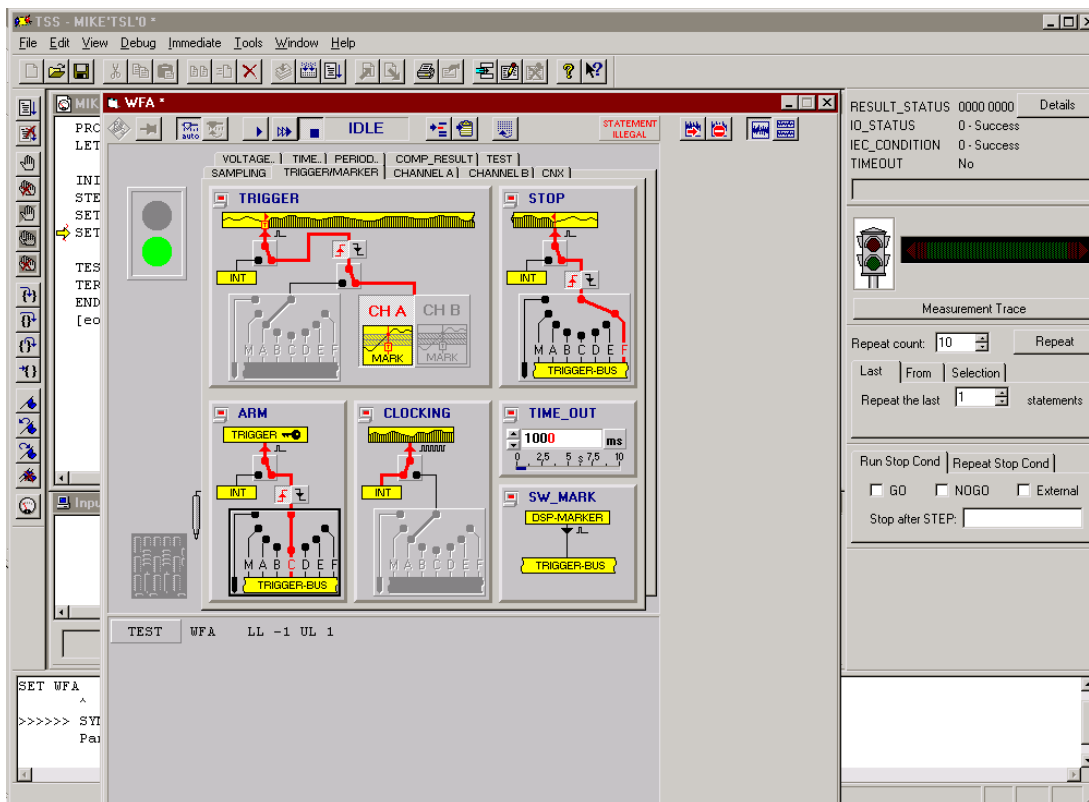 TSS - MIKE'TSL'0 *
File Edit View Debug Immediate Tools Window Help
MIK
PRO
LET
INI
STE
SET
SET
TES
TER
END
[eo
Inpu
WFA *
auto
IDLE
STATEMENT
ILLEGAL
VOLTAGE.. TIME.. PERIOD.. COMP_RESULT TEST
SAMPLING TRIGGER/MARKER CHANNEL A CHANNEL B CNX
TRIGGER
INT
CH A
CH B
MARK
MARK
M A B C D E F
STOP
INT
M A B C D E F
TRIGGER-BUS
ARM
TRIGGER
INT
M A B C D E F
TRIGGER-BUS
CLOCKING
INT
M A B C D E F
TIME_OUT
1000 ms
0 2,5 5 s 7,5 10
SW_MARK
DSP-MARKER
TRIGGER-BUS
TEST WFA LL -1 UL 1
RESULT_STATUS 0000 0000 Details
IO_STATUS 0 - Success
IEC_CONDITION 0 - Success
TIMEOUT No
Measurement Trace
Repeat count: 10 Repeat
Last From Selection
Repeat the last 1 statements
Run Stop Cond Repeat Stop Cond
GO NOGO External
Stop after STEP:
SET WFA
^
>>>>>> SYN
Par